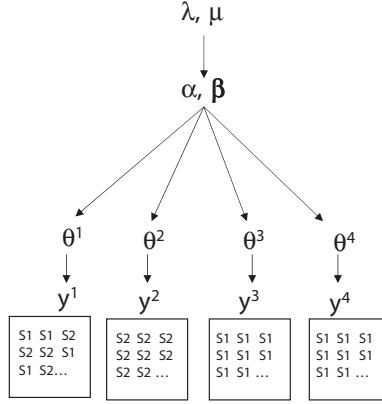 λ, μ
α, β
θ¹ θ² θ³ θ⁴
y¹ y² y³ y⁴
S1 S1 S2
S2 S2 S1
S1 S2...
S2 S2 S2
S2 S2 S2
S2 S2 ...
S1 S1 S1
S1 S1 S1
S1 S1 ...
S1 S1 S1
S1 S1 S1
S1 S1 ...